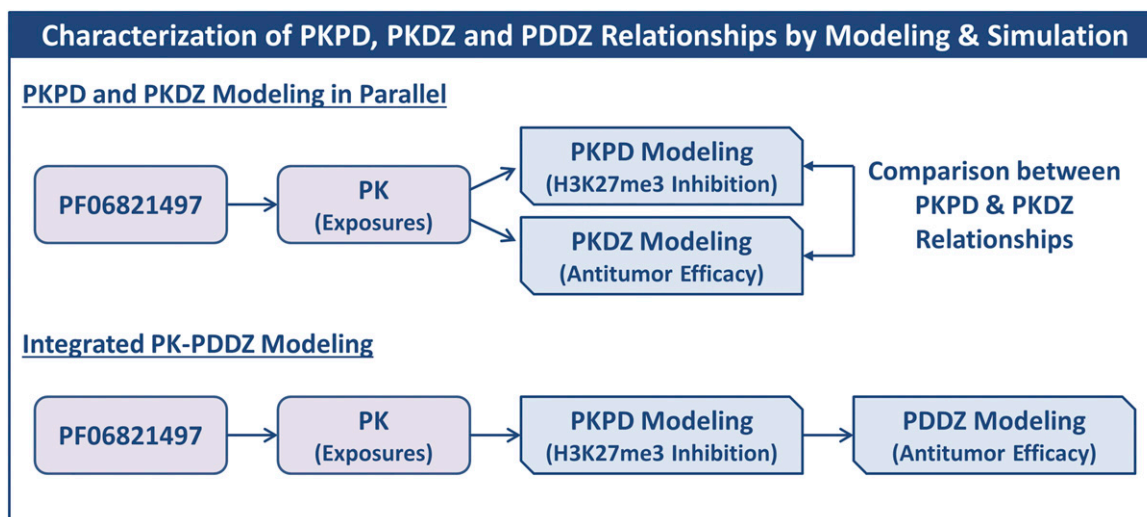 Characterization of PKPD, PKDZ and PDDZ Relationships by Modeling & Simulation
PKPD and PKDZ Modeling in Parallel
PF06821497
PK
(Exposures)
PKPD Modeling
(H3K27me3 Inhibition)
PKDZ Modeling
(Antitumor Efficacy)
Comparison between
PKPD & PKDZ
Relationships
Integrated PK-PDDZ Modeling
PF06821497
PK
(Exposures)
PKPD Modeling
(H3K27me3 Inhibition)
PDDZ Modeling
(Antitumor Efficacy)